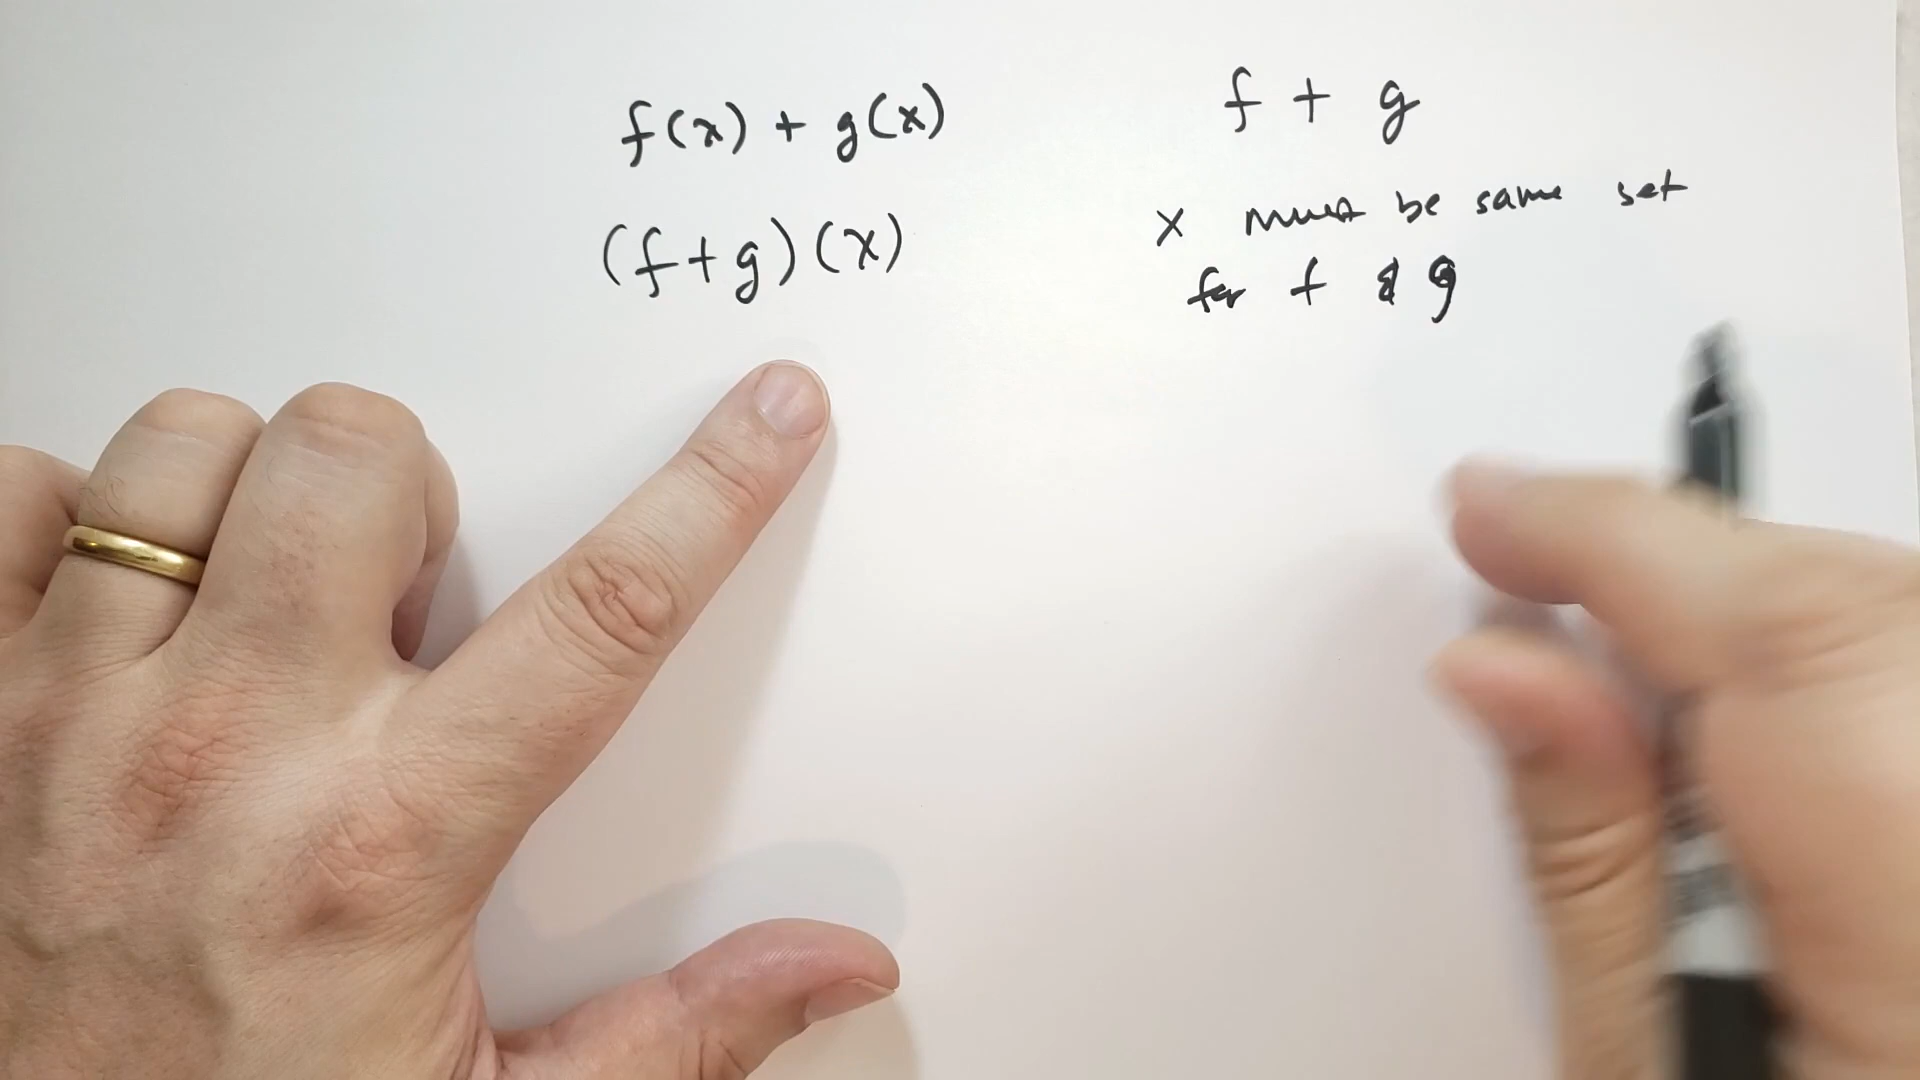 f(x) + g(x)
(f+g)(x)
f + g
x must be same set
for f & g